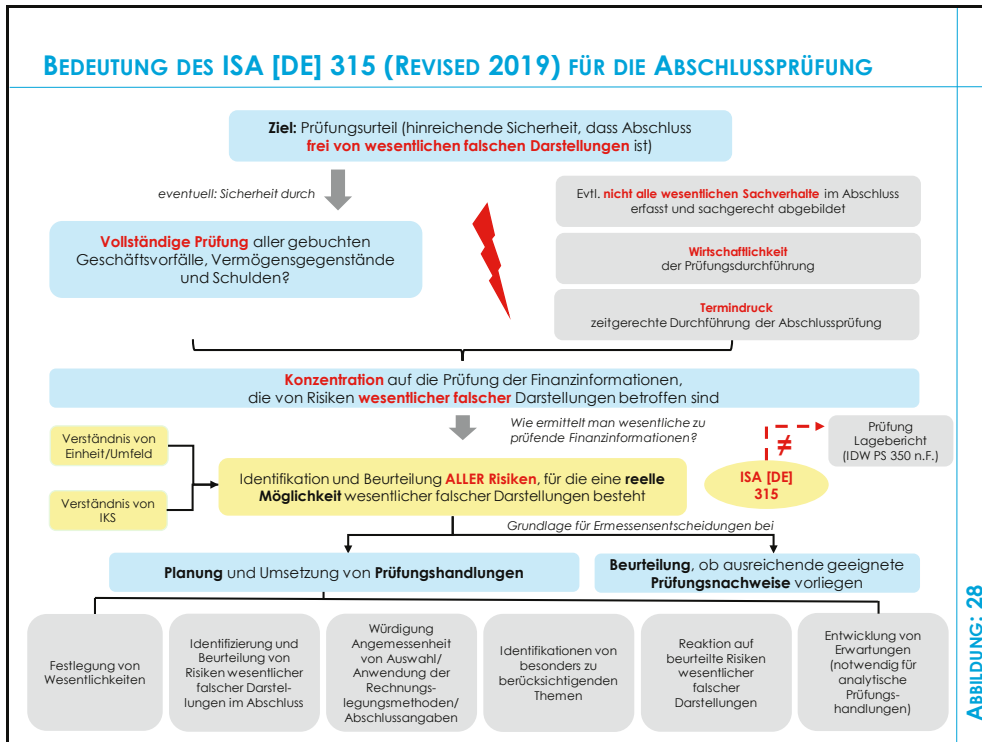 BEDEUTUNG DES ISA [DE] 315 (REVISED 2019) FÜR DIE ABSCHLUSSPRÜFUNG
Ziel: Prüfungsurteil (hinreichende Sicherheit, dass Abschluss
frei von wesentlichen falschen Darstellungen ist)
eventuell: Sicherheit durch
Vollständige Prüfung aller gebuchten
Geschäftsvorfälle, Vermögensgegenstände
und Schulden?
Evtl. nicht alle wesentlichen Sachverhalte im Abschluss
erfasst und sachgerecht abgebildet
Wirtschaftlichkeit
der Prüfungsdurchführung
Termindruck
zeitgerechte Durchführung der Abschlussprüfung
Konzentration auf die Prüfung der Finanzinformationen,
die von Risiken wesentlicher falscher Darstellungen betroffen sind
Wie ermittelt man wesentliche zu
prüfende Finanzinformationen?
Verständnis von
Einheit/Umfeld
Verständnis von
IKS
Identifikation und Beurteilung ALLER Risiken, für die eine reelle
Möglichkeit wesentlicher falscher Darstellungen besteht
≠
ISA [DE]
315
Prüfung
Lagebericht
(IDW PS 350 n.F.)
Grundlage für Ermessensentscheidungen bei
Planung und Umsetzung von Prüfungshandlungen
Beurteilung, ob ausreichende geeignete
Prüfungsnachweise vorliegen
Festlegung von
Wesentlichkeiten
Identifizierung und
Beurteilung von
Risiken wesentlicher
falscher Darstel-
lungen im Abschluss
Würdigung
Angemessenheit
von Auswahl/
Anwendung der
Rechnungs-
legungsmethoden/
Abschlussangaben
Identifikationen von
besonders zu
berücksichtigenden
Themen
Reaktion auf
beurteilte Risiken
wesentlicher
falscher
Darstellungen
Entwicklung von
Erwartungen
(notwendig für
analytische
Prüfungs-
handlungen)
ABBILDUNG: 28